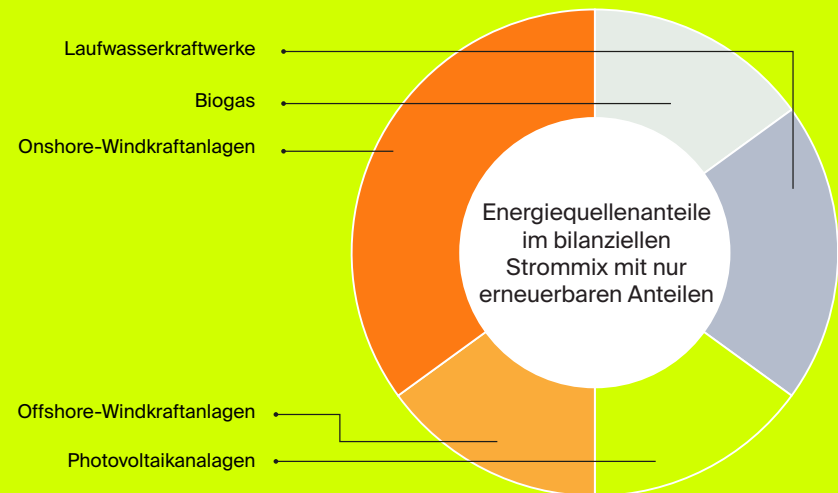 Laufwasserkraftwerke
Biogas
Onshore-Windkraftanlagen
Energiequellenanteile
im bilanziellen
Strommix mit nur
erneuerbaren Anteilen
Offshore-Windkraftanlagen
Photovoltaikanalagen